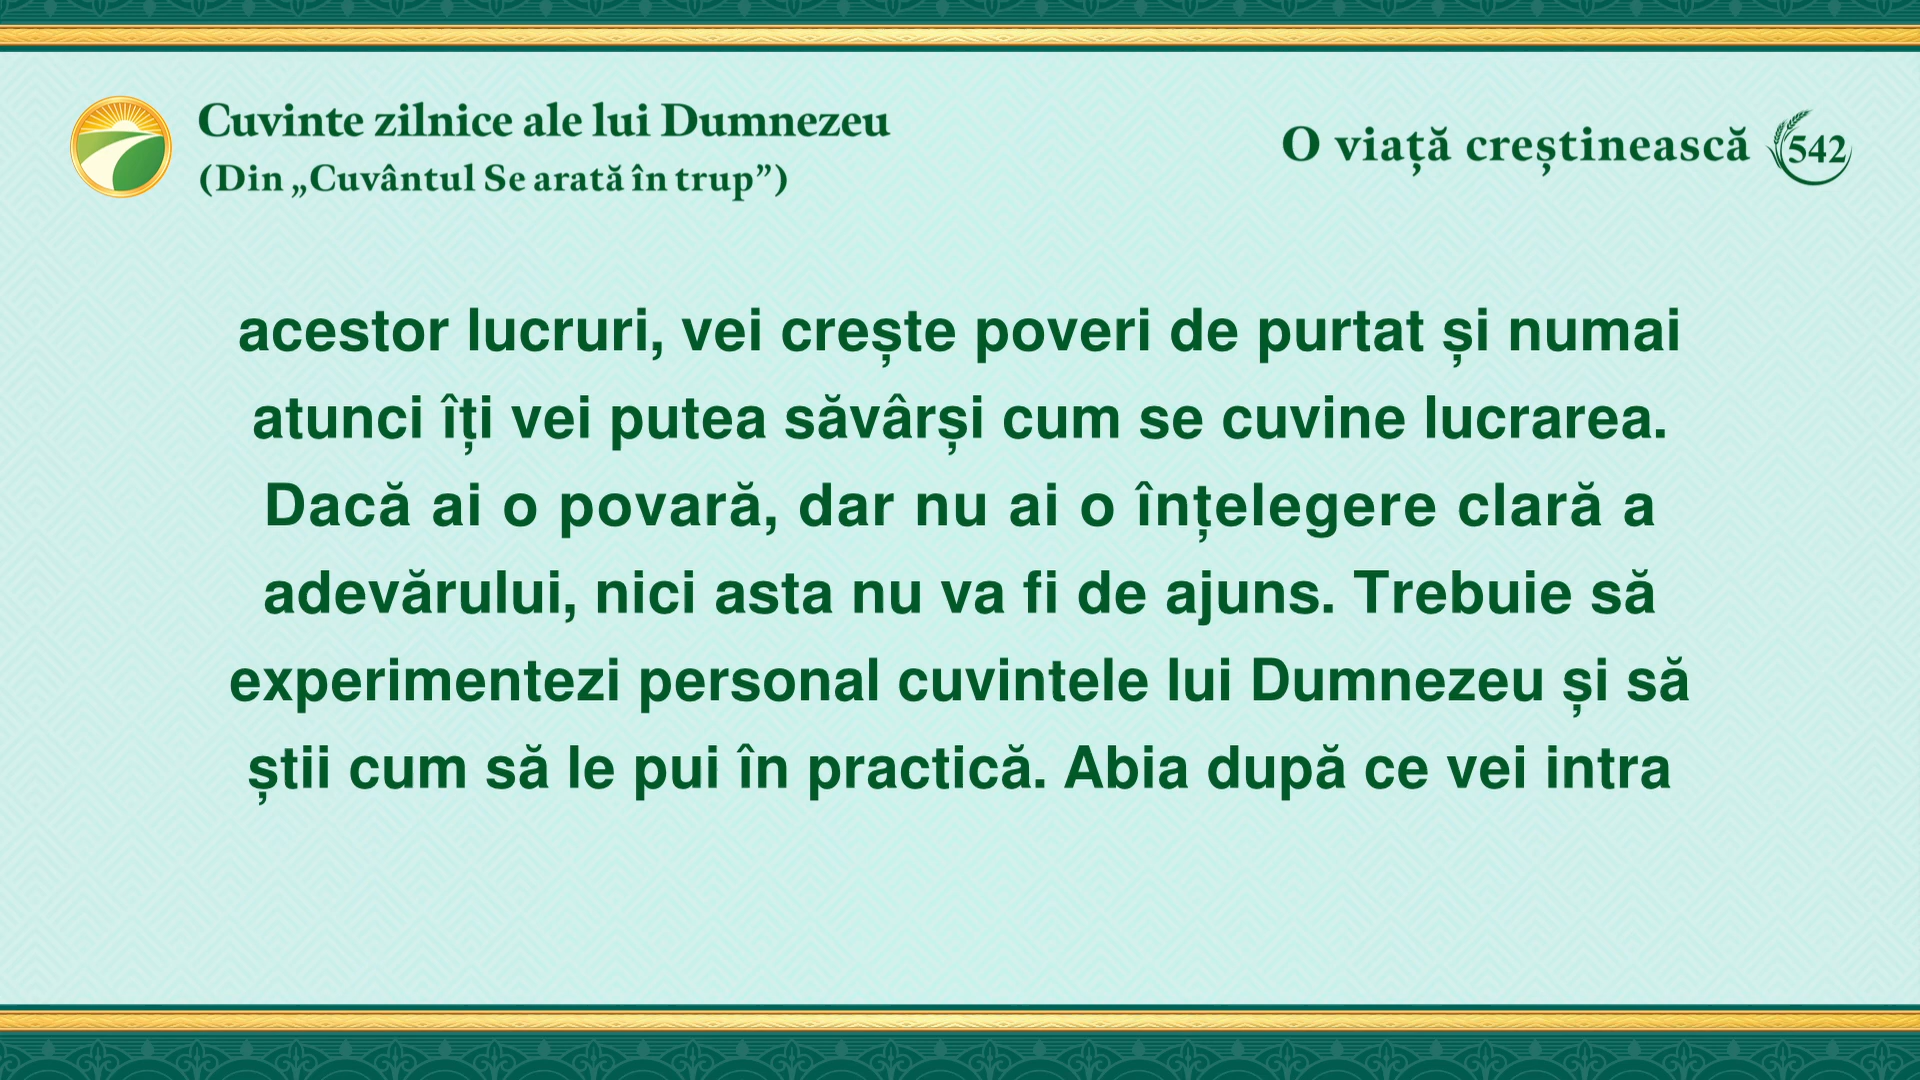 Cuvinte zilnice ale lui Dumnezeu
(Din „Cuvântul Se arată în trup”)
O viață creștinească 542
acestor lucruri, vei crește poveri de purtat și numai
atunci îți vei putea săvârși cum se cuvine lucrarea.
Dacă ai o povară, dar nu ai o înțelegere clară a
adevărului, nici asta nu va fi de ajuns. Trebuie să
experimentezi personal cuvintele lui Dumnezeu și să
știi cum să le pui în practică. Abia după ce vei intra